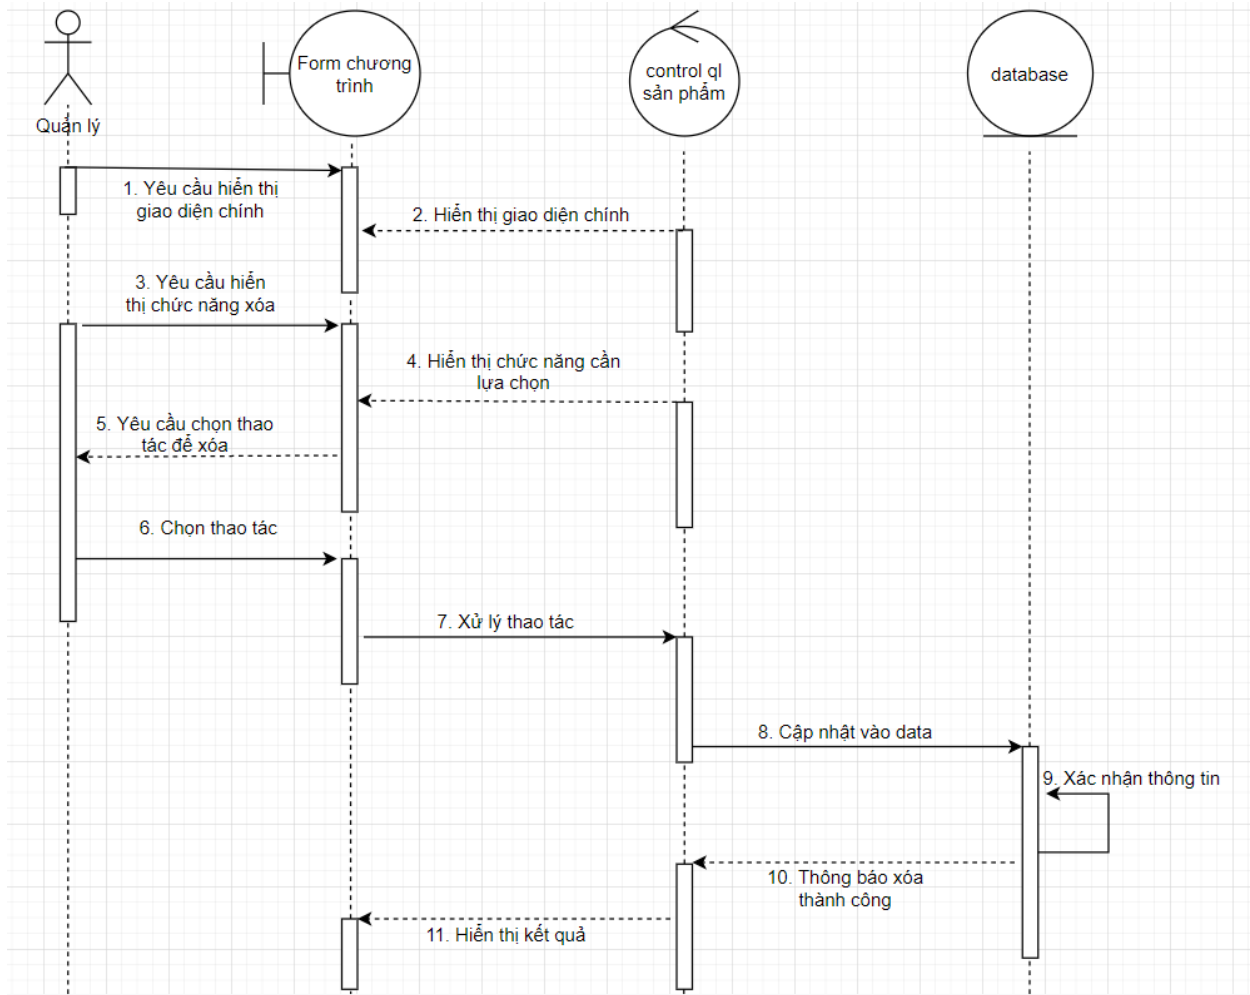 Form chương
trình
control ql
sản phẩm
database
Quản lý
1. Yêu cầu hiển thị
giao diện chính
2. Hiển thị giao diện chính
3. Yêu cầu hiển
thị chức năng xóa
4. Hiển thị chức năng cần
lựa chọn
5. Yêu cầu chọn thao
tác để xóa
6. Chọn thao tác
7. Xử lý thao tác
8. Cập nhật vào data
9. Xác nhận thông tin
10. Thông báo xóa
thành công
11. Hiển thị kết quả